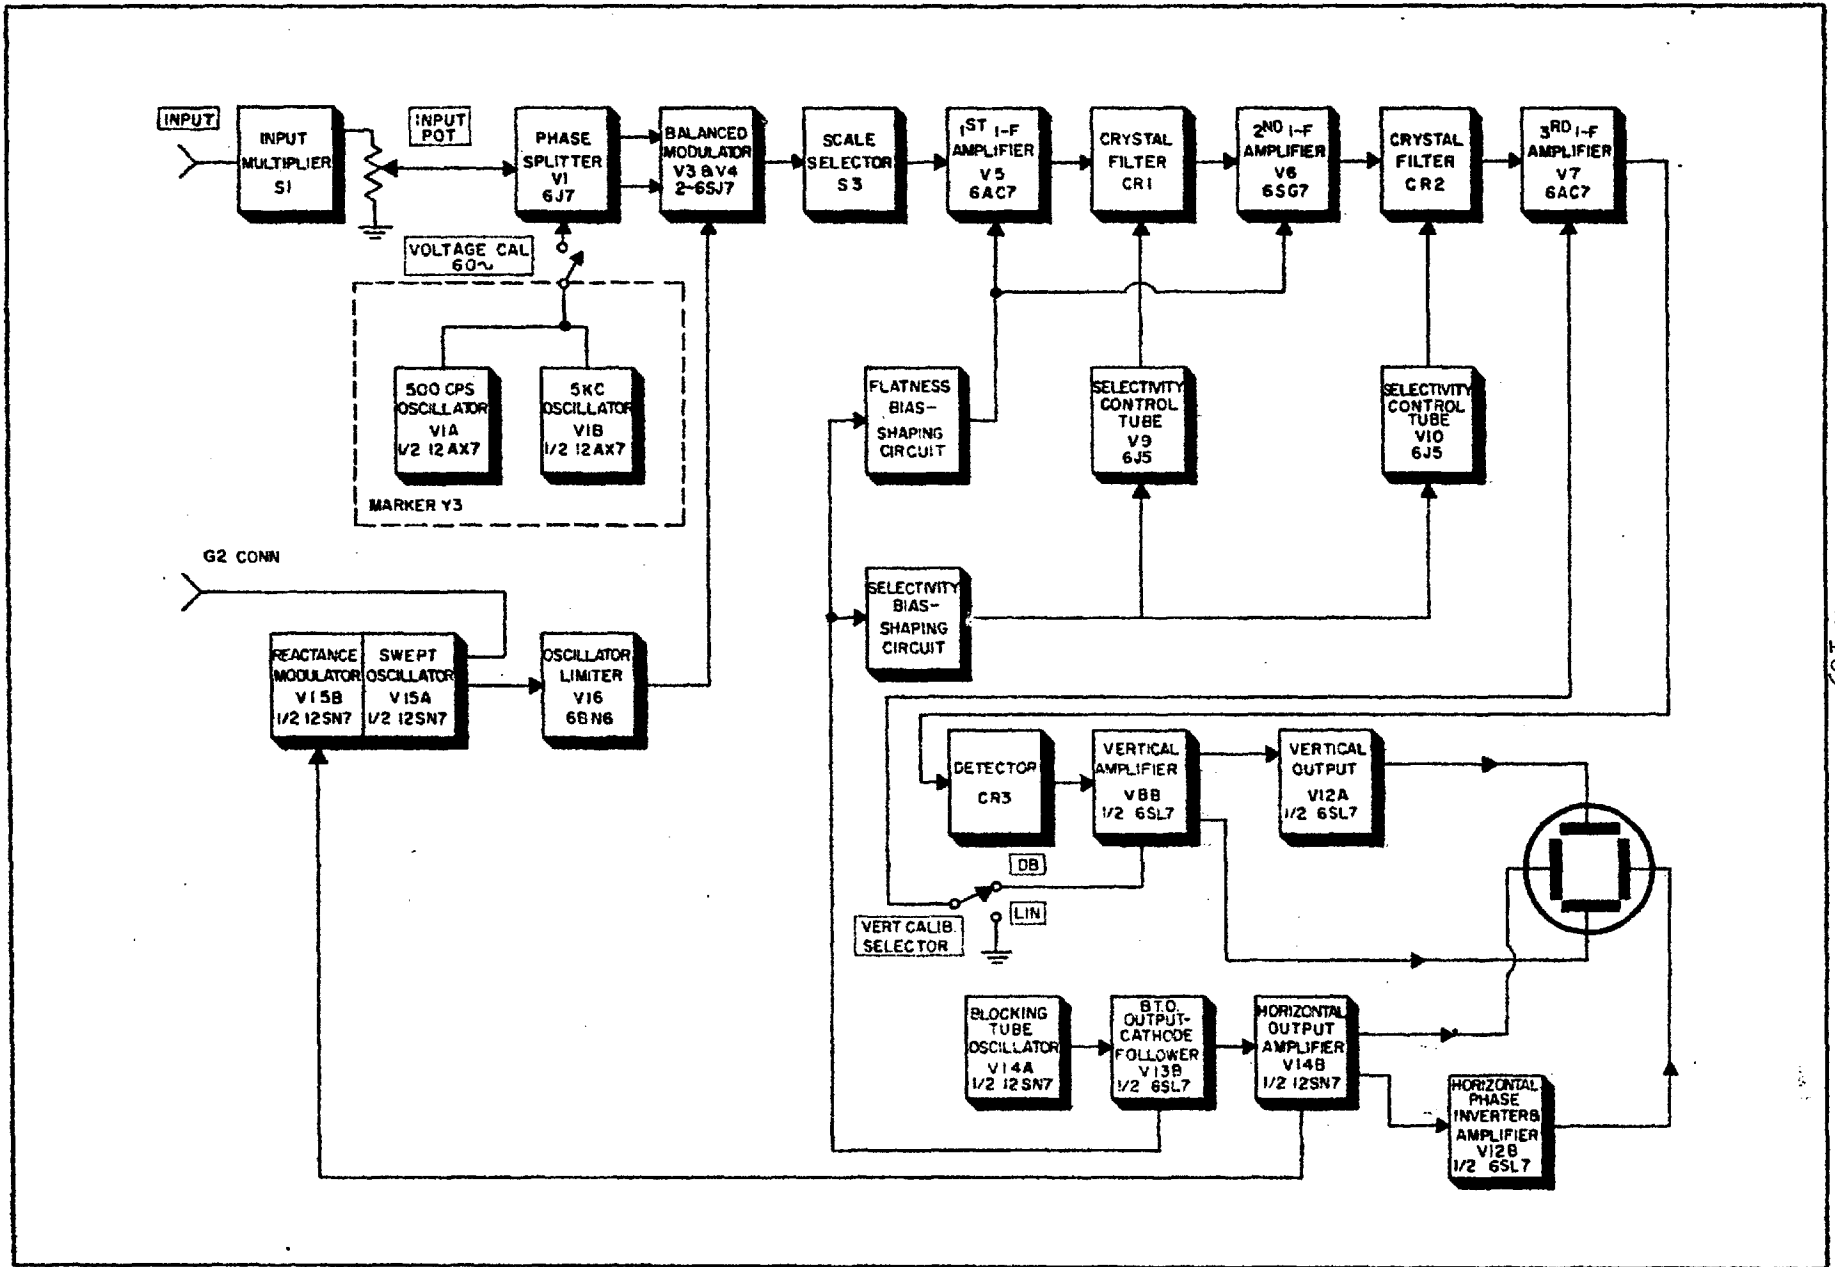 INPUT
INPUT
MULTIPLIER
S1
INPUT
POT
PHASE
SPLITTER
V1
6J7
BALANCED
MODULATOR
V3 & V4
2-6SJ7
SCALE
SELECTOR
S3
1ST I-F
AMPLIFIER
V5
6AC7
CRYSTAL
FILTER
CR1
2ND I-F
AMPLIFIER
V6
6SG7
CRYSTAL
FILTER
CR2
3RD I-F
AMPLIFIER
V7
6AC7
VOLTAGE CAL
60~
500 CPS
OSCILLATOR
V1A
1/2 12AX7
5KC
OSCILLATOR
V1B
1/2 12AX7
MARKER Y3
FLATNESS
BIAS-
SHAPING
CIRCUIT
SELECTIVITY
CONTROL
TUBE
V9
6J5
SELECTIVITY
CONTROL
TUBE
V10
6J5
G2 CONN
SELECTIVITY
BIAS-
SHAPING
CIRCUIT
REACTANCE
MODULATOR
V15B
1/2 12SN7
SWEPT
OSCILLATOR
V15A
1/2 12SN7
OSCILLATOR
LIMITER
V16
6BN6
DETECTOR
CR3
VERTICAL
AMPLIFIER
V8B
1/2 6SL7
VERTICAL
OUTPUT
V12A
1/2 6SL7
DB
LIN
VERT CALIB.
SELECTOR
BLOCKING
TUBE
OSCILLATOR
V14A
1/2 12SN7
B.T.O.
OUTPUT-
CATHODE
FOLLOWER
V13B
1/2 6SL7
HORIZONTAL
OUTPUT
AMPLIFIER
V14B
1/2 12SN7
HORIZONTAL
PHASE
INVERTER&
AMPLIFIER
V12B
1/2 6SL7